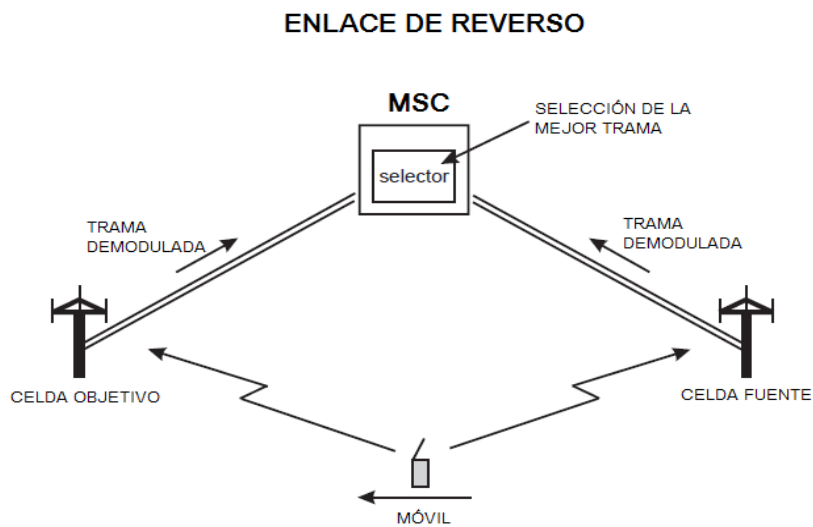 ENLACE DE REVERSO
MSC
SELECCIÓN DE LA
MEJOR TRAMA
selector
TRAMA
DEMODULADA
TRAMA
DEMODULADA
CELDA OBJETIVO
CELDA FUENTE
MÓVIL